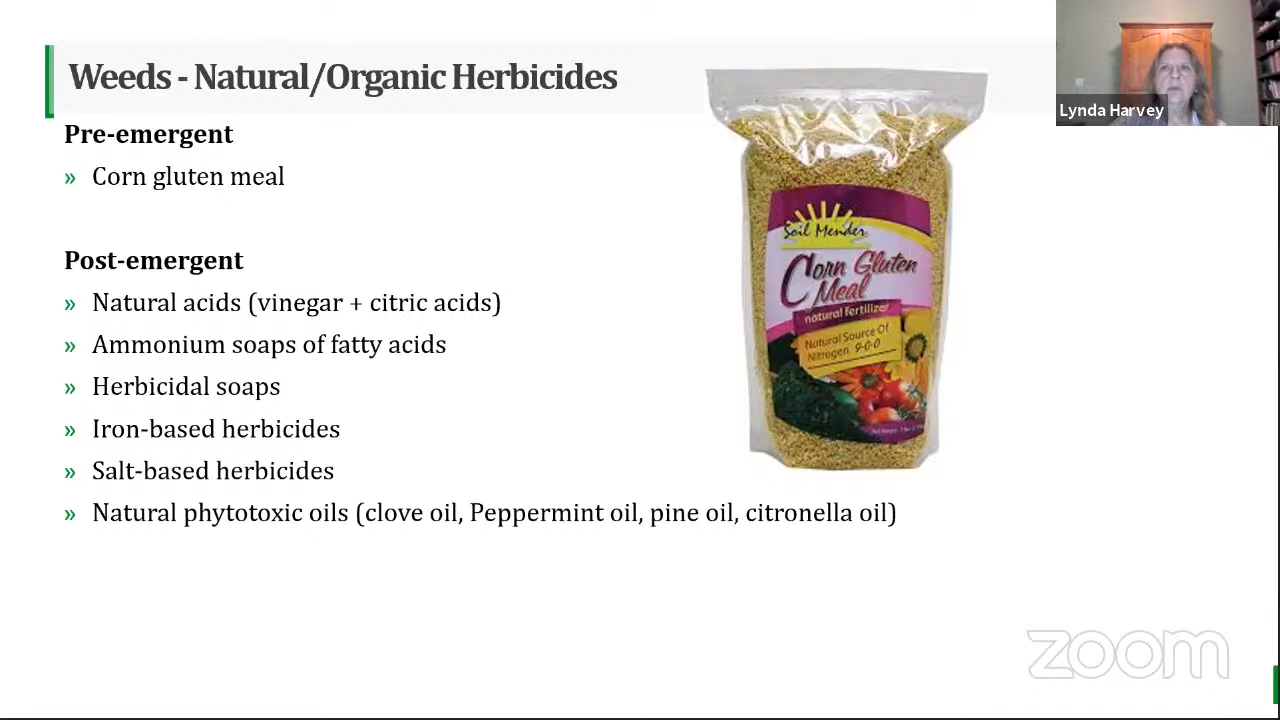 Weeds - Natural/Organic Herbicides
Lynda Harvey
Pre-emergent
» Corn gluten meal
Post-emergent
» Natural acids (vinegar + citric acids)
» Ammonium soaps of fatty acids
» Herbicidal soaps
» Iron-based herbicides
» Salt-based herbicides
» Natural phytotoxic oils (clove oil, Peppermint oil, pine oil, citronella oil)
Soil Mender
Corn Gluten
Meal
natural fertilizer
Natural Source Of
Nitrogen 9-0-0
zoom